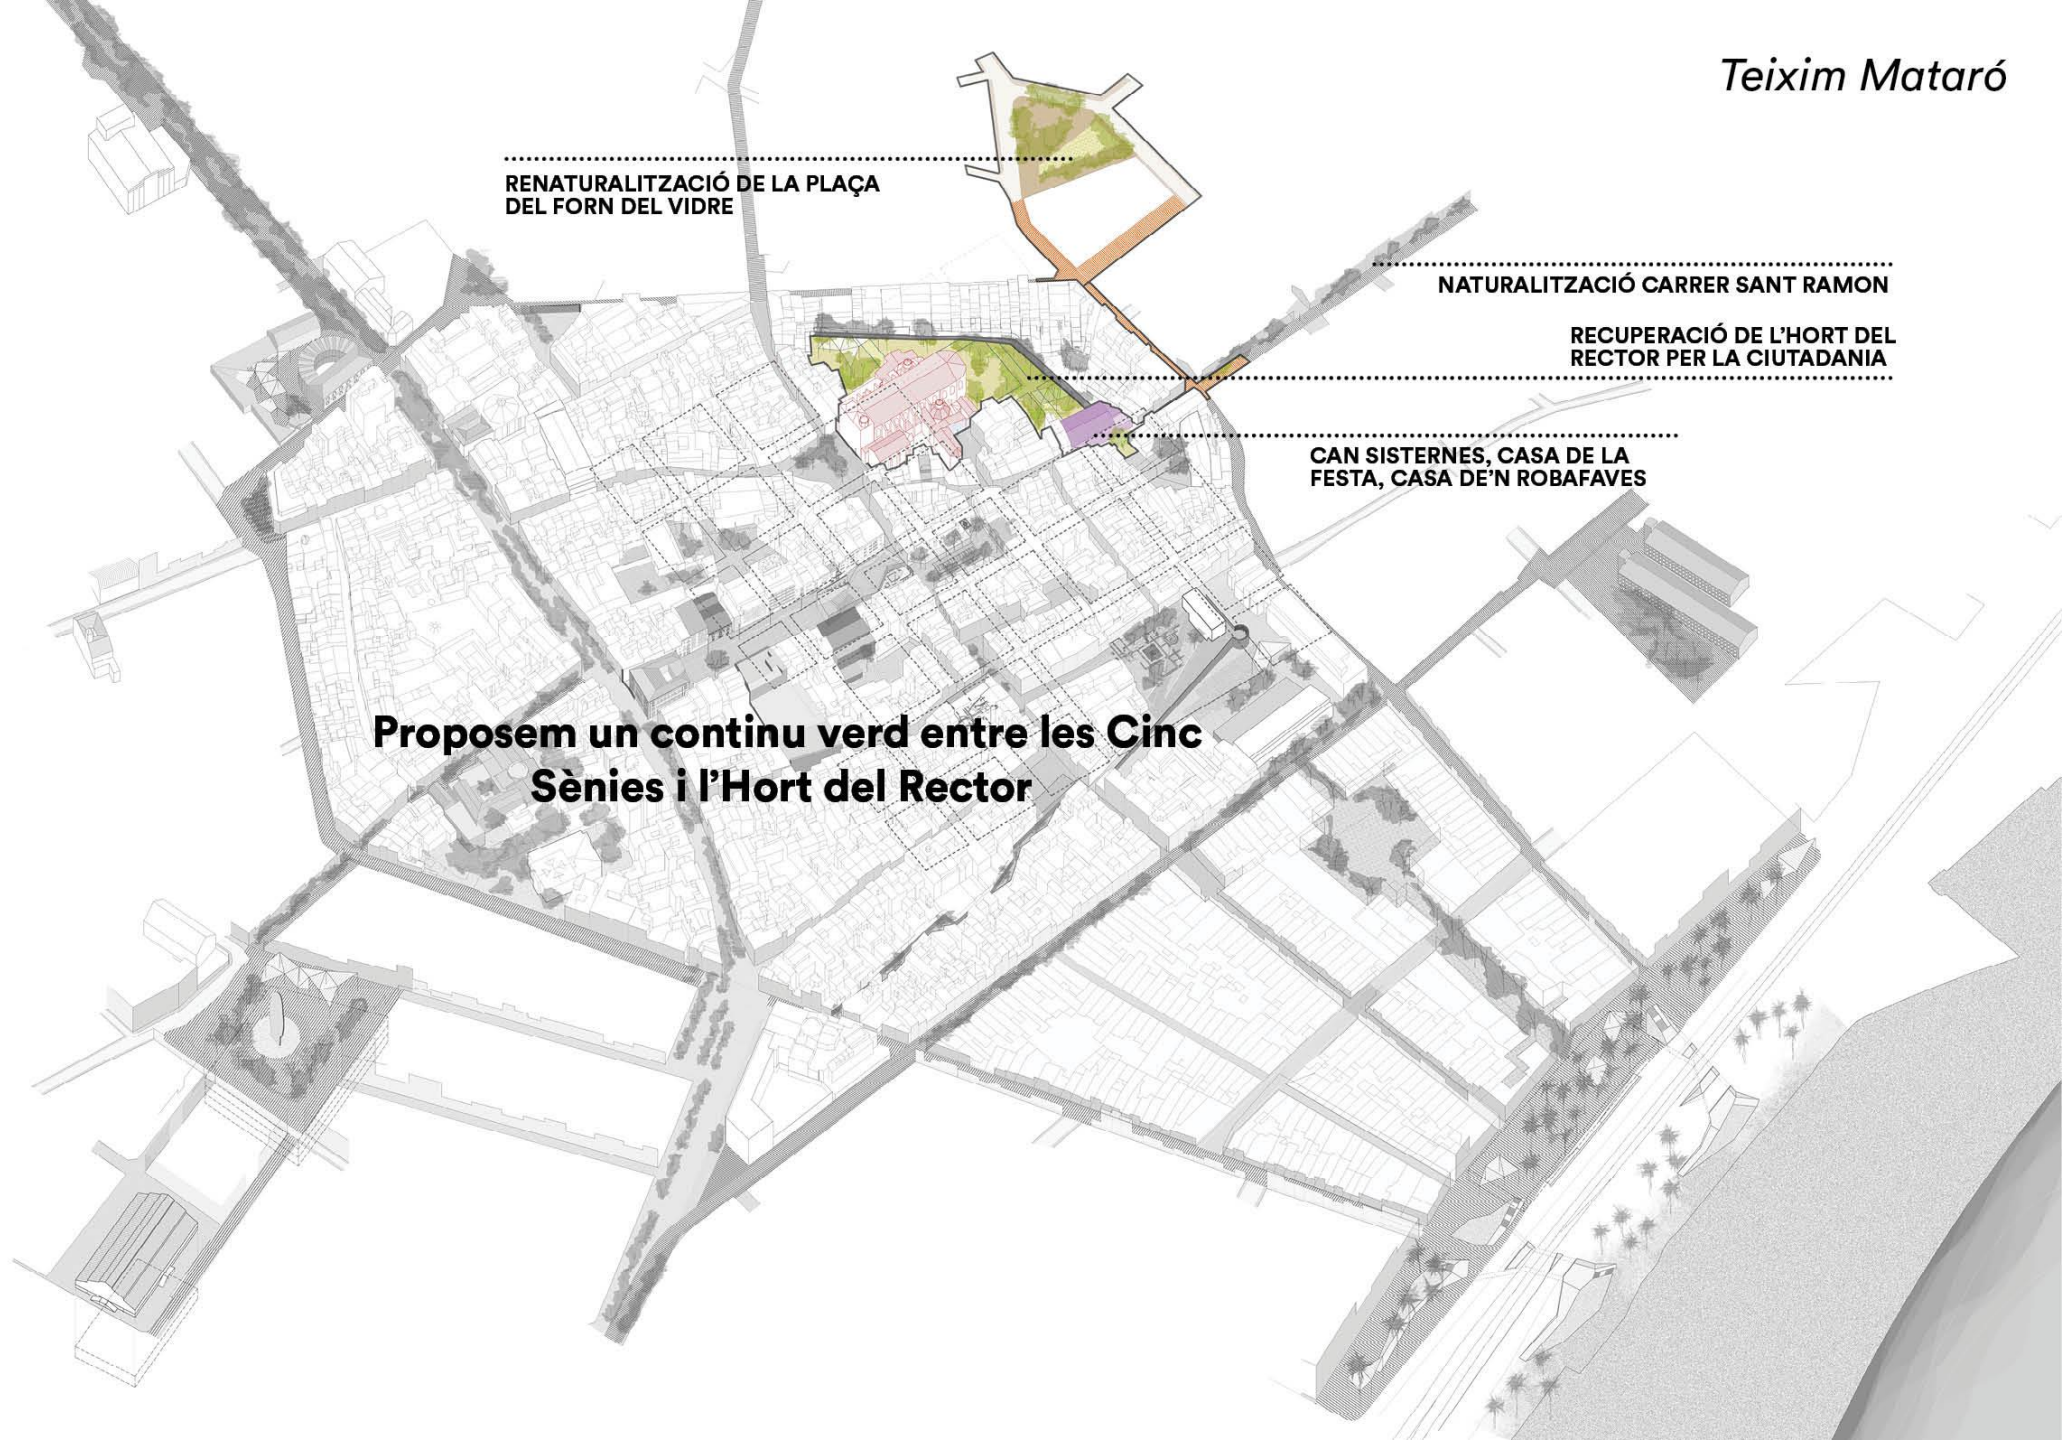 Teixim Mataró
RENATURALITZACIÓ DE LA PLAÇA
DEL FORN DEL VIDRE
NATURALITZACIÓ CARRER SANT RAMON
RECUPERACIÓ DE L'HORT DEL
RECTOR PER LA CIUTADANIA
CAN SISTERNES, CASA DE LA
FESTA, CASA DE'N ROBAFAVES
Proposem un continu verd entre les Cinc
Sènies i l'Hort del Rector